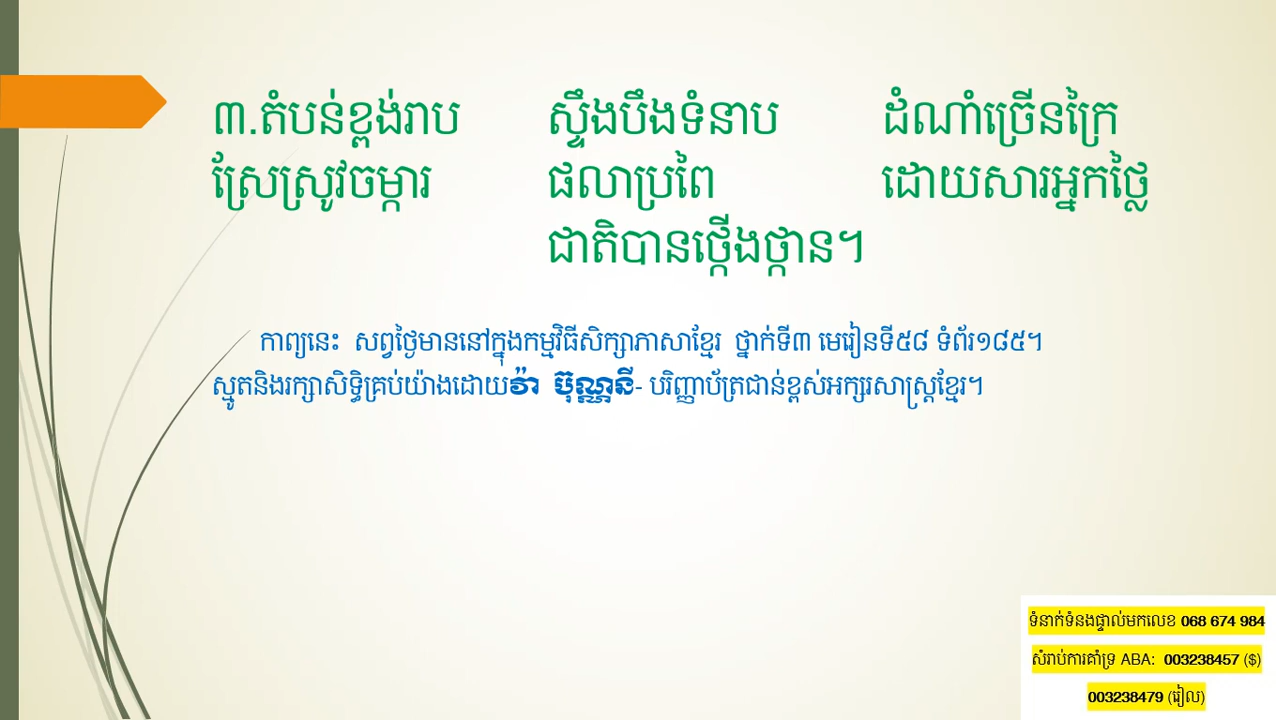 ៣.តំបន់ខ្ពង់រាប ស្ទឹងបឹងទំនាប ដំណាំច្រើនក្រៃ
ស្រែស្រូវចម្ការ ផលាប្រពៃ ដោយសារអ្នកថ្លៃ
ជាតិបានថ្កើងថ្កាន។
កាព្យនេះ សព្វថ្ងៃមាននៅក្នុងកម្មវិធីសិក្សាភាសាខ្មែរ ថ្នាក់ទី៣ មេរៀនទី៥៨ ទំព័រ១៨៥។
ស្មូតនិងរក្សាសិទ្ធិគ្រប់យ៉ាងដោយវ៉ា ប៊ុណ្ណនី- បរិញ្ញាប័ត្រជាន់ខ្ពស់អក្សរសាស្ត្រខ្មែរ។
ទំនាក់ទំនងផ្ទាល់មកលេខ 068 674 984
សំរាប់ការគាំទ្រ ABA: 003238457 ($)
003238479 (រៀល)